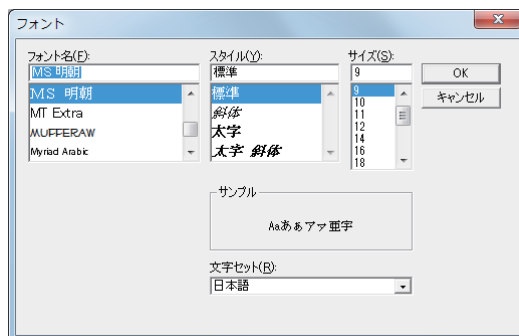 フォント
フォント名(F):
MS 明朝
MS 明朝
MT Extra
MUFFERAW
Myriad Arabic
スタイル(Y):
標準
標準
斜体
太字
太字 斜体
サイズ(S):
9
9
10
11
12
14
16
18
OK
キャンセル
サンプル
Aaあぁアァ亜宇
文字セット(R):
日本語